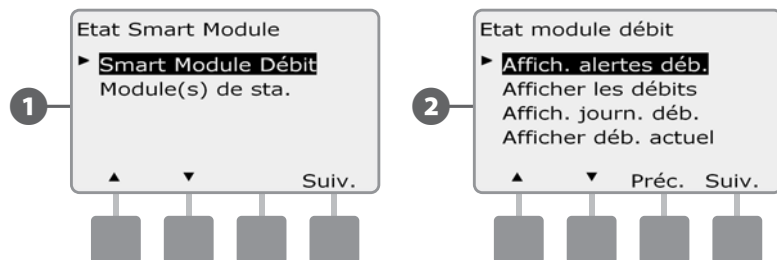 Etat Smart Module
► Smart Module Débit
Module(s) de sta.
▲ ▼ Suiv.
1
Etat module débit
► Affich. alertes déb.
Afficher les débits
Affich. journ. déb.
Afficher déb. actuel
▲ ▼ Préc. Suiv.
2